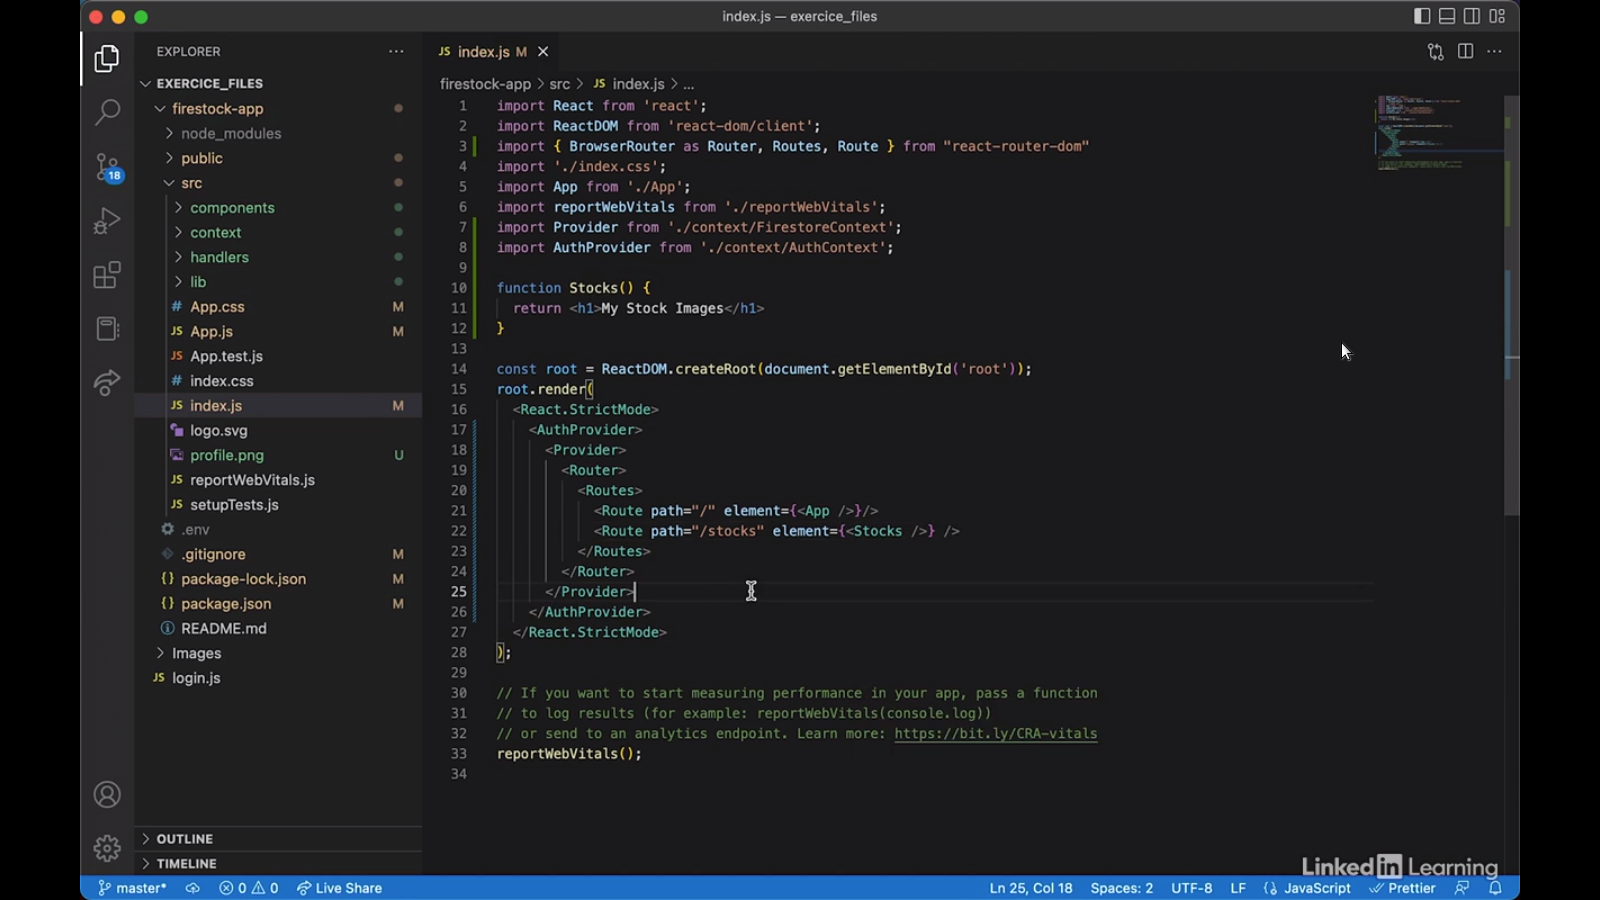 index.js — exercice_files
EXPLORER
EXERCICE_FILES
firestock-app
node_modules
public
src
components
context
handlers
lib
# App.css M
JS App.js M
JS App.test.js
# index.css
JS index.js M
logo.svg
profile.png U
JS reportWebVitals.js
JS setupTests.js
.env
.gitignore M
{} package-lock.json M
{} package.json M
README.md
Images
JS login.js
OUTLINE
TIMELINE
18
JS index.js M
firestock-app > src > JS index.js > ...
1 import React from 'react';
2 import ReactDOM from 'react-dom/client';
3 import { BrowserRouter as Router, Routes, Route } from "react-router-dom"
4 import './index.css';
5 import App from './App';
6 import reportWebVitals from './reportWebVitals';
7 import Provider from './context/FirestoreContext';
8 import AuthProvider from './context/AuthContext';
9
10 function Stocks() {
11 return <h1>My Stock Images</h1>
12 }
13
14 const root = ReactDOM.createRoot(document.getElementById('root'));
15 root.render(
16 <React.StrictMode>
17 <AuthProvider>
18 <Provider>
19 <Router>
20 <Routes>
21 <Route path="/" element={<App />}/>
22 <Route path="/stocks" element={<Stocks />} />
23 </Routes>
24 </Router>
25 </Provider>
26 </AuthProvider>
27 </React.StrictMode>
28 );
29
30 // If you want to start measuring performance in your app, pass a function
31 // to log results (for example: reportWebVitals(console.log))
32 // or send to an analytics endpoint. Learn more: https://bit.ly/CRA-vitals
33 reportWebVitals();
34
LinkedIn Learning
master* 0 0 Live Share Ln 25, Col 18 Spaces: 2 UTF-8 LF {} JavaScript Prettier